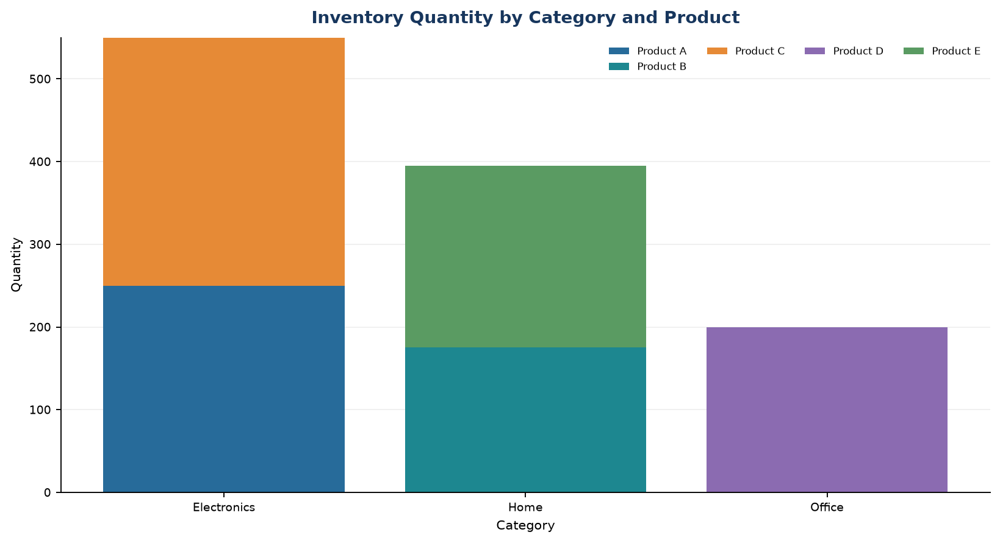 Inventory Quantity by Category and Product
Product A Product C Product D Product E
Product B
500
400
300
200
100
0
Quantity
Electronics Home Office
Category